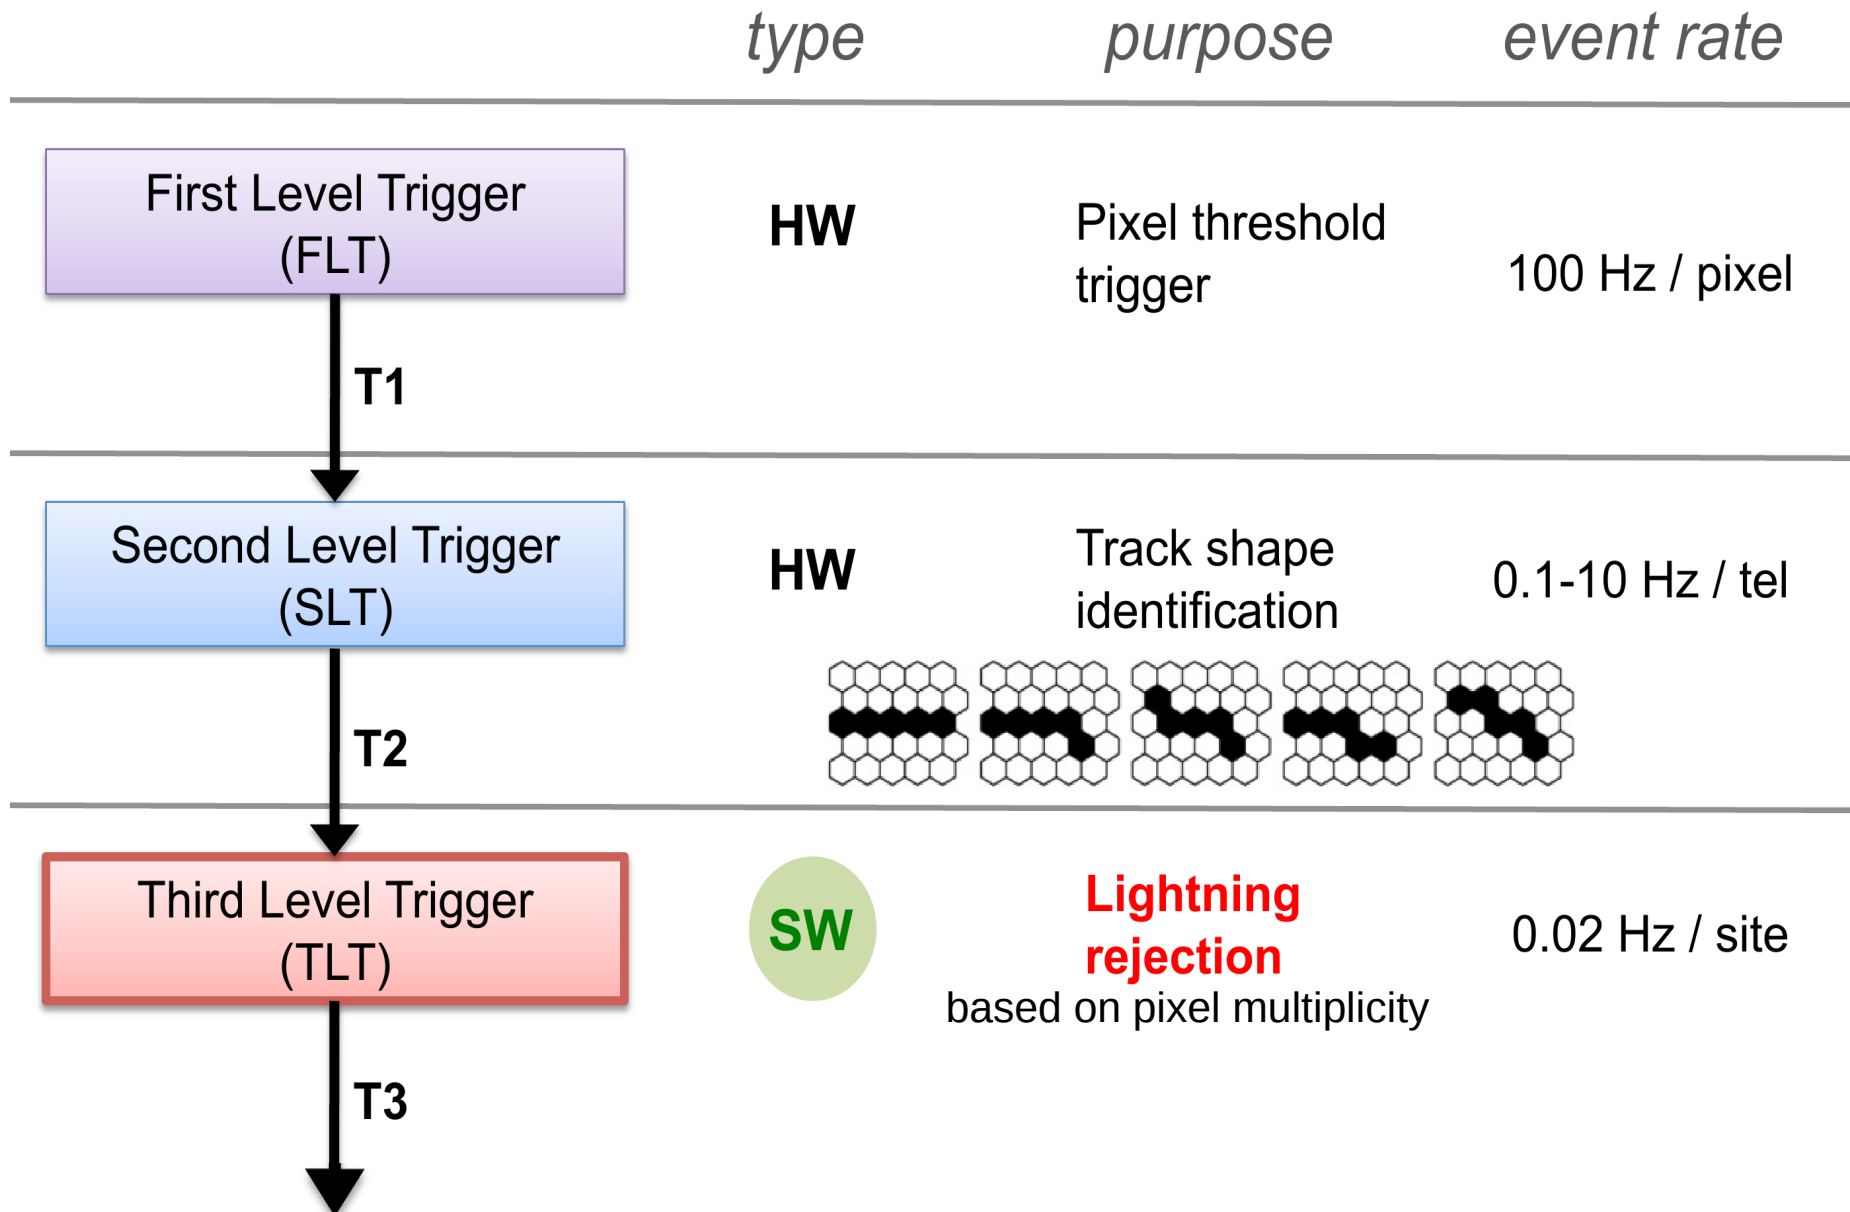 type purpose event rate
First Level Trigger
(FLT)
HW
Pixel threshold
trigger
100 Hz / pixel
T1
Second Level Trigger
(SLT)
HW
Track shape
identification
0.1-10 Hz / tel
T2
Third Level Trigger
(TLT)
SW
Lightning
rejection
based on pixel multiplicity
0.02 Hz / site
T3